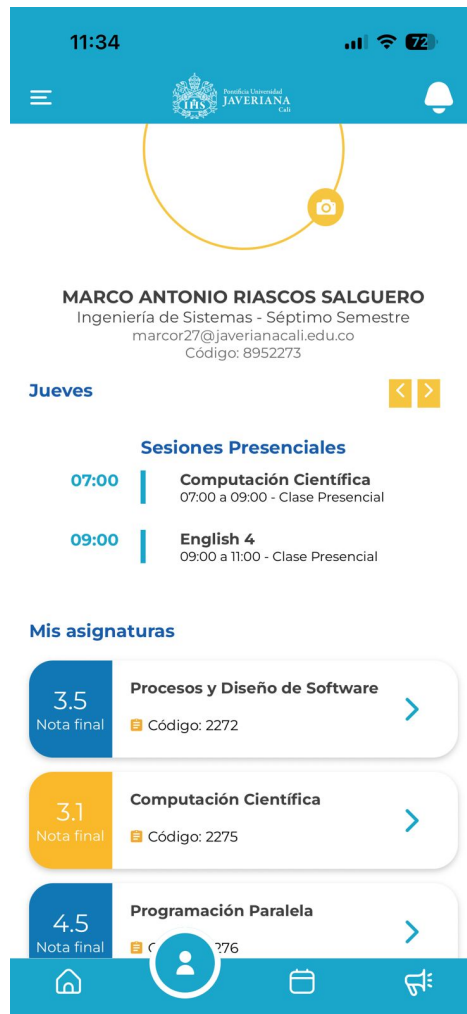 11:34
72
Pontificia Universidad
JAVERIANA
Cali
IHS
MARCO ANTONIO RIASCOS SALGUERO
Ingeniería de Sistemas - Séptimo Semestre
marcor27@javerianacali.edu.co
Código: 8952273
Jueves
Sesiones Presenciales
07:00
Computación Científica
07:00 a 09:00 - Clase Presencial
09:00
English 4
09:00 a 11:00 - Clase Presencial
Mis asignaturas
3.5
Nota final
Procesos y Diseño de Software
Código: 2272
3.1
Nota final
Computación Científica
Código: 2275
4.5
Nota final
Programación Paralela
276